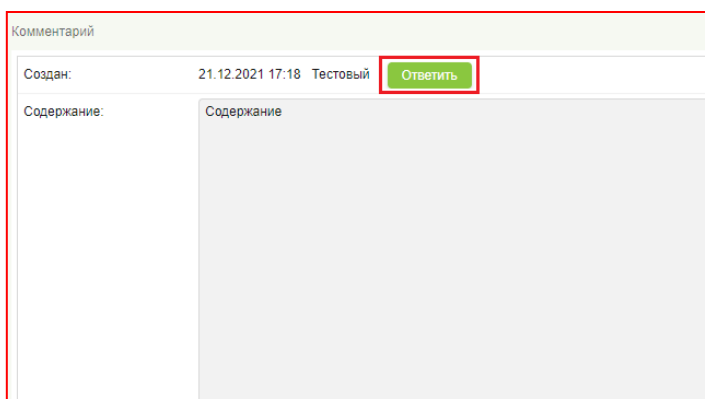 Комментарий
Создан: 21.12.2021 17:18 Тестовый Ответить
Содержание: Содержание